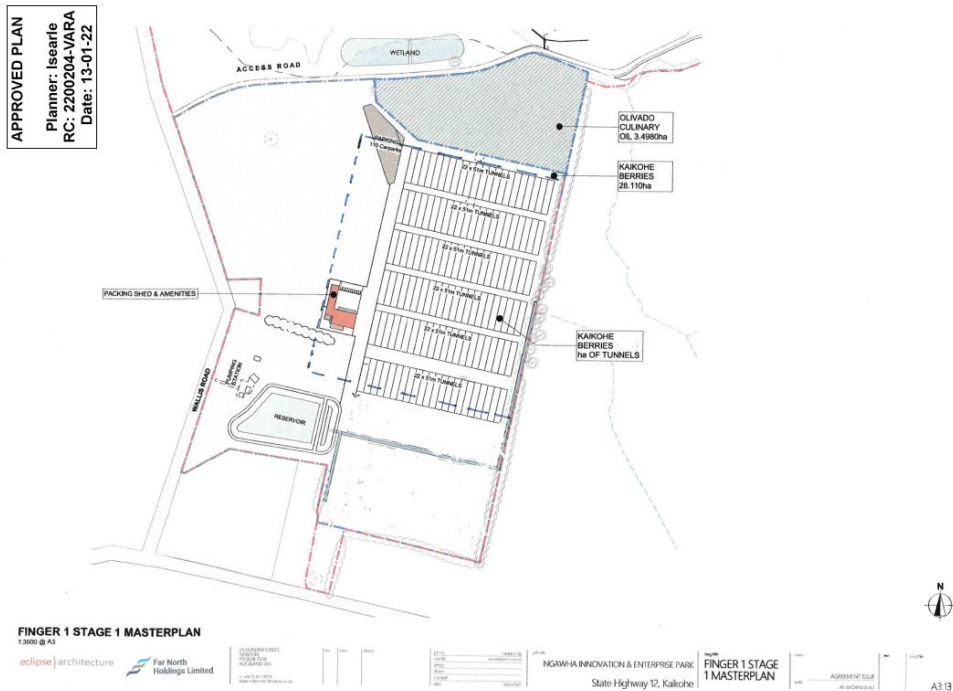 APPROVED PLAN
Planner: lsearle
RC: 2200204-VARA
Date: 13-01-22
WETLAND
ACCESS ROAD
OLIVADO
CULINARY
OIL 3.4980ha
PARKING
110 Carparks
KAIKOHE
BERRIES
28.110ha
22 x 51m TUNNELS
22 x 51m TUNNELS
22 x 51m TUNNELS
22 x 51m TUNNELS
22 x 51m TUNNELS
22 x 51m TUNNELS
PACKING SHED & AMENITIES
KAIKOHE
BERRIES
ha OF TUNNELS
WALLIS ROAD
PUMPING
STATION
RESERVOIR
N
FINGER 1 STAGE 1 MASTERPLAN
1:3500 @ A3
eclipse) architecture
Far North
Holdings Limited
NEWTON
NGAWHA INNOVATION & ENTERPRISE PARK
State Highway 12, Kaikohe
FINGER 1 STAGE
1 MASTERPLAN
AGREEMENT ISSUE
A3.13